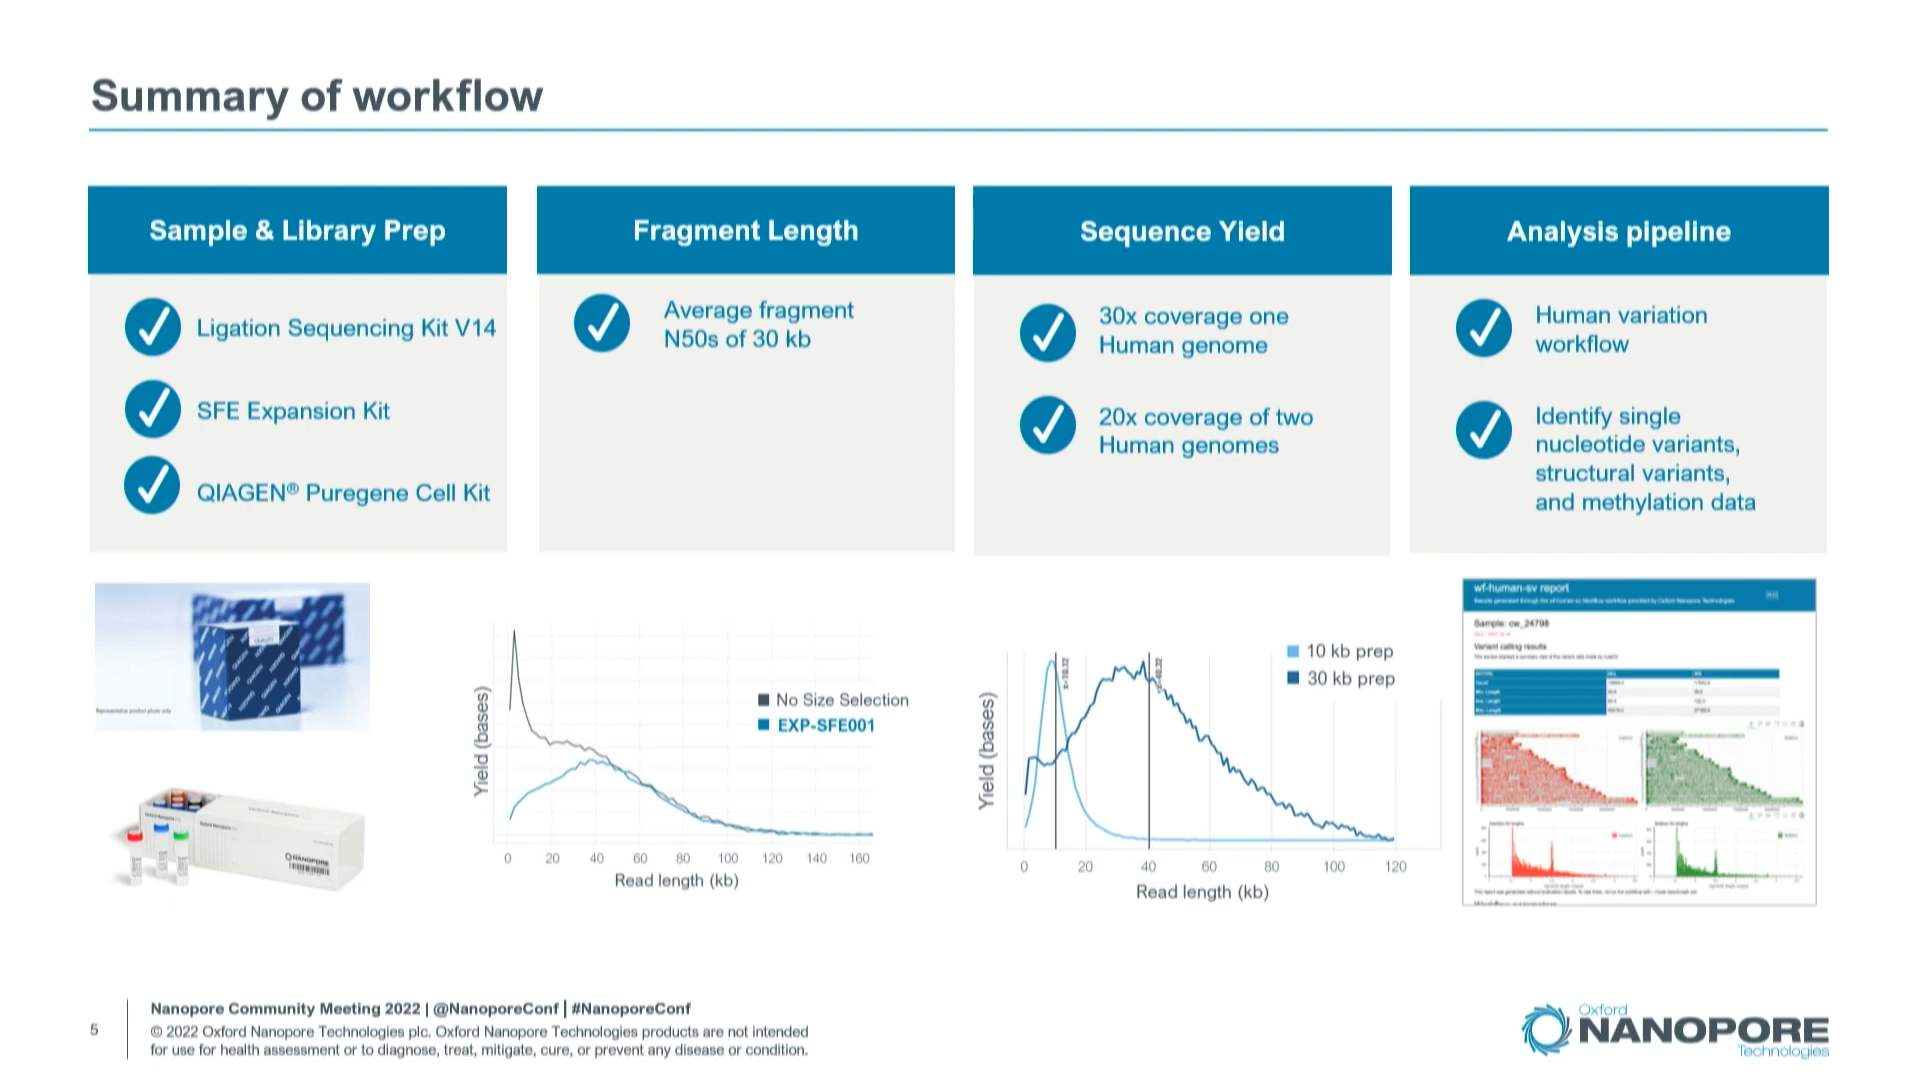 Summary of workflow
Sample & Library Prep
Ligation Sequencing Kit V14
SFE Expansion Kit
QIAGEN® Puregene Cell Kit
Fragment Length
Average fragment
N50s of 30 kb
Sequence Yield
30x coverage one
Human genome
20x coverage of two
Human genomes
Analysis pipeline
Human variation
workflow
Identify single
nucleotide variants,
structural variants,
and methylation data
QIAGEN
Representative product photo only
NANOPORE
Yield (bases)
No Size Selection
EXP-SFE001
0 20 40 60 80 100 120 140 160
Read length (kb)
Yield (bases)
10 kb prep
30 kb prep
0 20 40 60 80 100 120
Read length (kb)
wf-human-sv report
Sample: cw_24798
Variant calling results
5
Nanopore Community Meeting 2022 | @NanoporeConf | #NanoporeConf
© 2022 Oxford Nanopore Technologies plc. Oxford Nanopore Technologies products are not intended
for use for health assessment or to diagnose, treat, mitigate, cure, or prevent any disease or condition.
Oxford
NANOPORE
Technologies